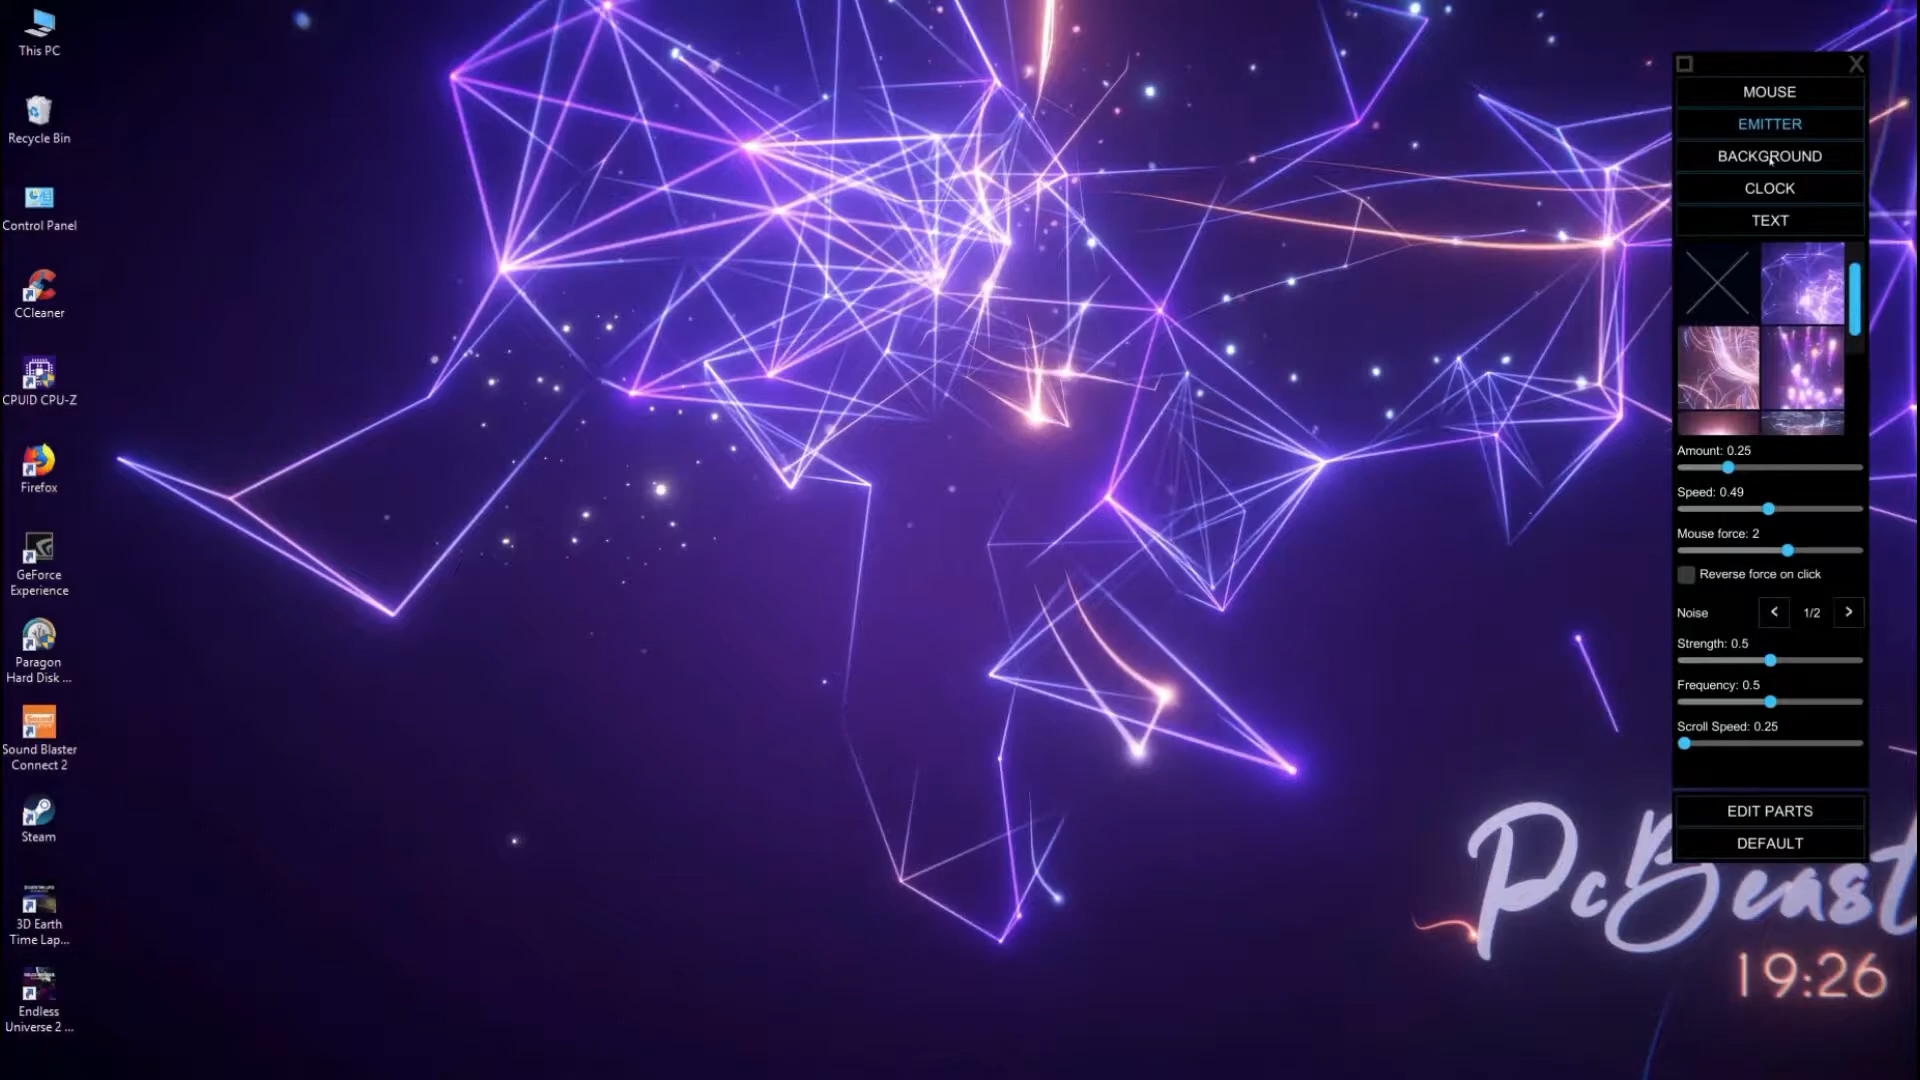 This PC
Recycle Bin
Control Panel
CCleaner
CPUID CPU-Z
Firefox
GeForce
Experience
Paragon
Hard Disk ...
Sound Blaster
Connect 2
Steam
3D Earth
Time Lap...
Endless
Universe 2 ...
X
MOUSE
EMITTER
BACKGROUND
CLOCK
TEXT
Amount: 0.25
Speed: 0.49
Mouse force: 2
Reverse force on click
Noise < 1/2 >
Strength: 0.5
Frequency: 0.5
Scroll Speed: 0.25
EDIT PARTS
DEFAULT
PcBeast
19:26